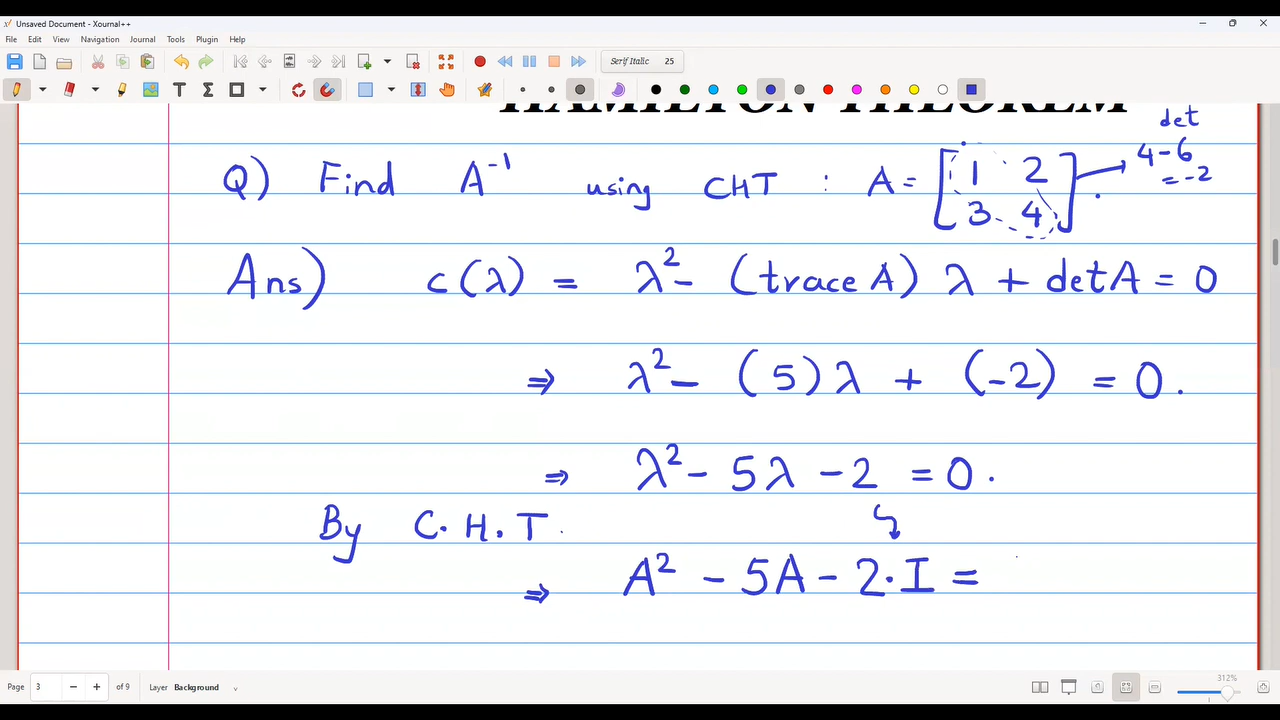 Unsaved Document - Xournal++
File Edit View Navigation Journal Tools Plugin Help
Serif Italic 25
HAMILTON THEOREM
det
4-6
= -2
Q) Find A⁻¹ using CHT : A = [1 2
3 4] .
Ans) c(λ) = λ² - (trace A) λ + det A = 0
⇒ λ² - (5) λ + (-2) = 0.
⇒ λ² - 5λ - 2 = 0.
By C.H.T.
⇒ A² - 5A - 2·I =
Page 3 of 9 Layer Background 312%